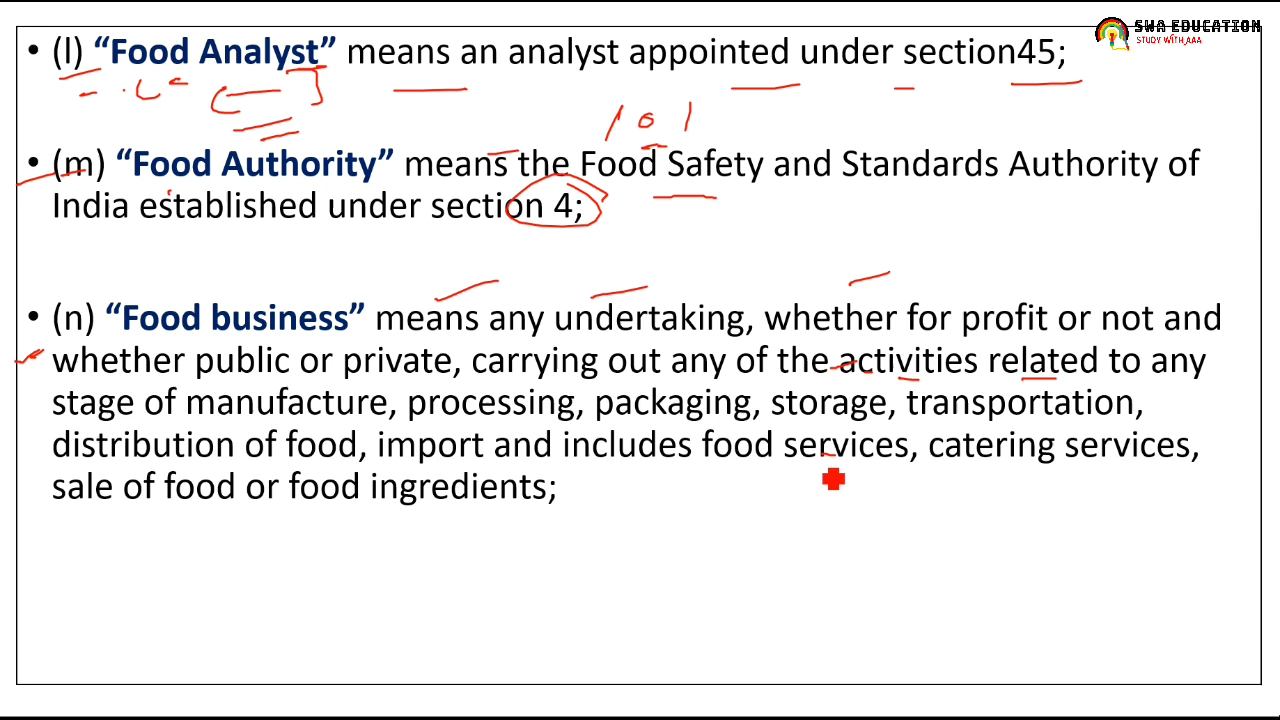 SWA EDUCATION
STUDY WITH AAA
• (l) “Food Analyst” means an analyst appointed under section45;
101
• (m) “Food Authority” means the Food Safety and Standards Authority of
India established under section 4;
• (n) “Food business” means any undertaking, whether for profit or not and
whether public or private, carrying out any of the activities related to any
stage of manufacture, processing, packaging, storage, transportation,
distribution of food, import and includes food services, catering services,
sale of food or food ingredients;